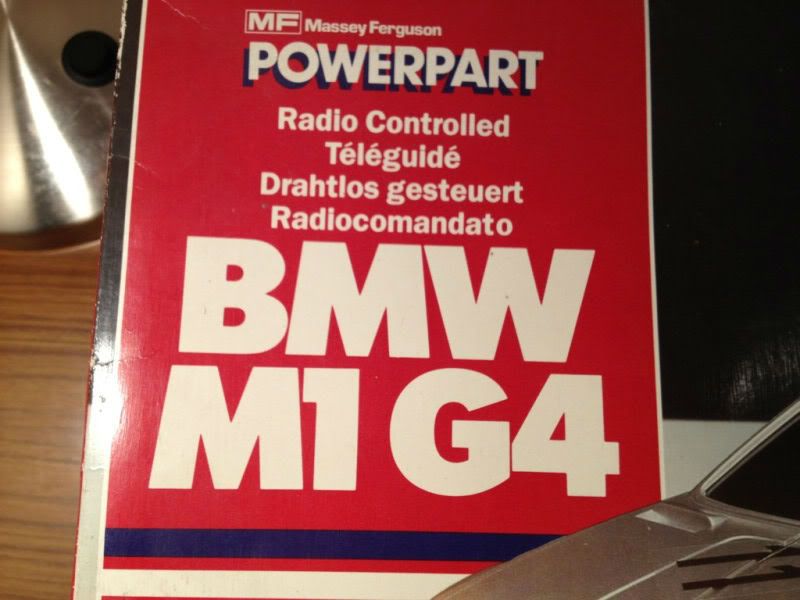 MF Massey Ferguson
POWERPART
Radio Controlled
Téléguidé
Drahtlos gesteuert
Radiocomandato
BMW
M1 G4